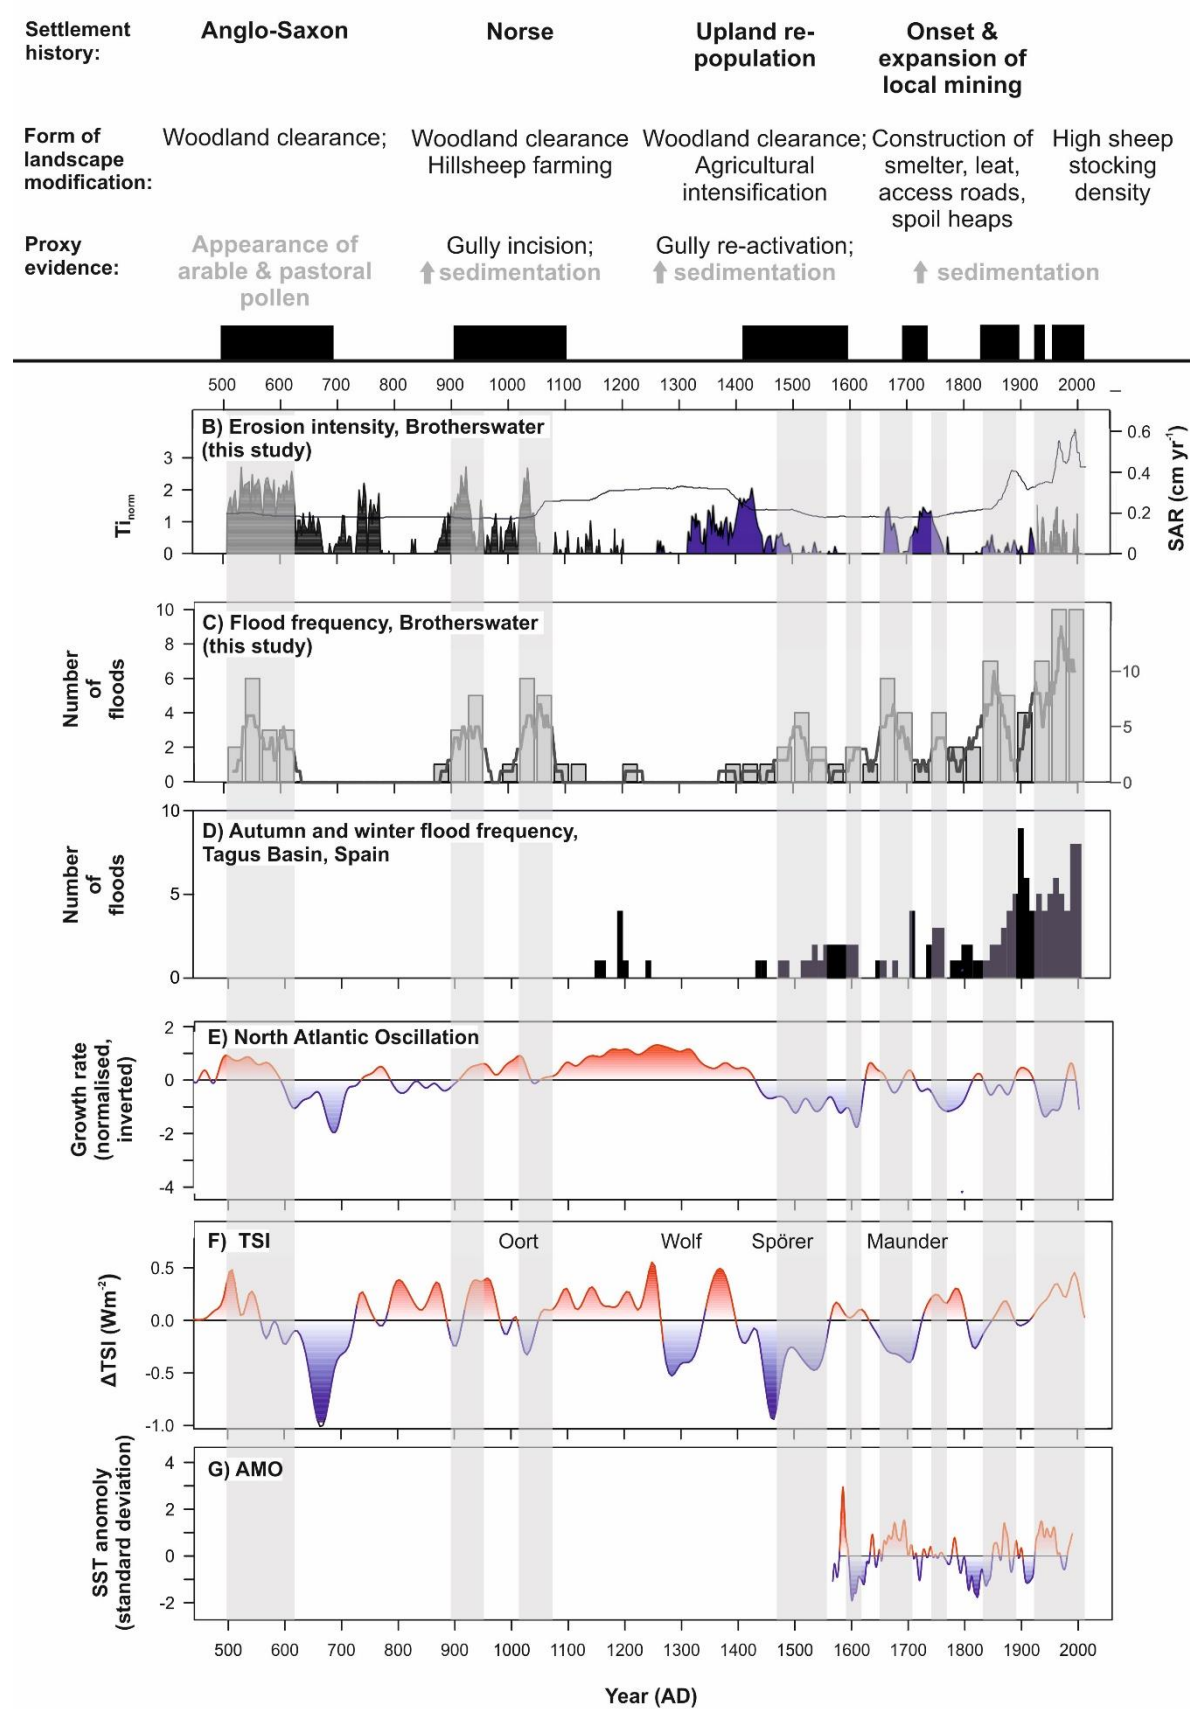 Settlement history:
Anglo-Saxon
Norse
Upland re-
population
Onset &
expansion of
local mining
Form of
landscape
modification:
Woodland clearance;
Woodland clearance
Hillsheep farming
Woodland clearance;
Agricultural
intensification
Construction of
smelter, leat,
access roads,
spoil heaps
High sheep
stocking
density
Proxy
evidence:
Appearance of
arable & pastoral
pollen
Gully incision;
sedimentation
Gully re-activation;
sedimentation
sedimentation
500 600 700 800 900 1000 1100 1200 1300 1400 1500 1600 1700 1800 1900 2000
B) Erosion intensity, Brotherswater
(this study)
Ti norm
3
2
1
0
0.6
0.4
0.2
0
SAR (cm yr⁻¹)
C) Flood frequency, Brotherswater
(this study)
Number
of
floods
10
8
6
4
2
0
10
5
0
D) Autumn and winter flood frequency,
Tagus Basin, Spain
Number
of
floods
10
5
0
E) North Atlantic Oscillation
Growth rate
(normalised,
inverted)
2
0
-2
-4
F) TSI
Oort
Wolf
Spörer
Maunder
ΔTSI (Wm⁻²)
0.5
0.0
-0.5
-1.0
G) AMO
SST anomoly
(standard deviation)
4
2
0
-2
500 600 700 800 900 1000 1100 1200 1300 1400 1500 1600 1700 1800 1900 2000
Year (AD)